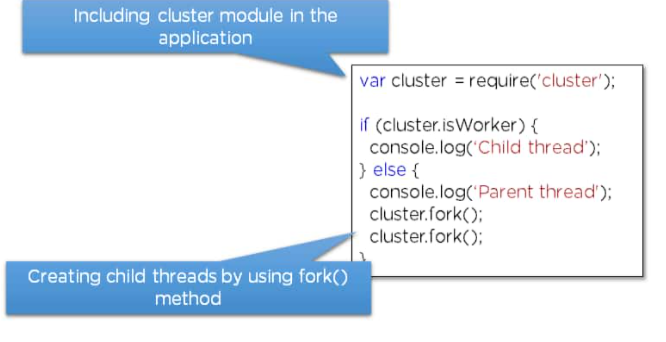 Including cluster module in the
application
var cluster = require('cluster');
if (cluster.isWorker) {
console.log('Child thread');
} else {
console.log('Parent thread');
cluster.fork();
cluster.fork();
}
Creating child threads by using fork()
method